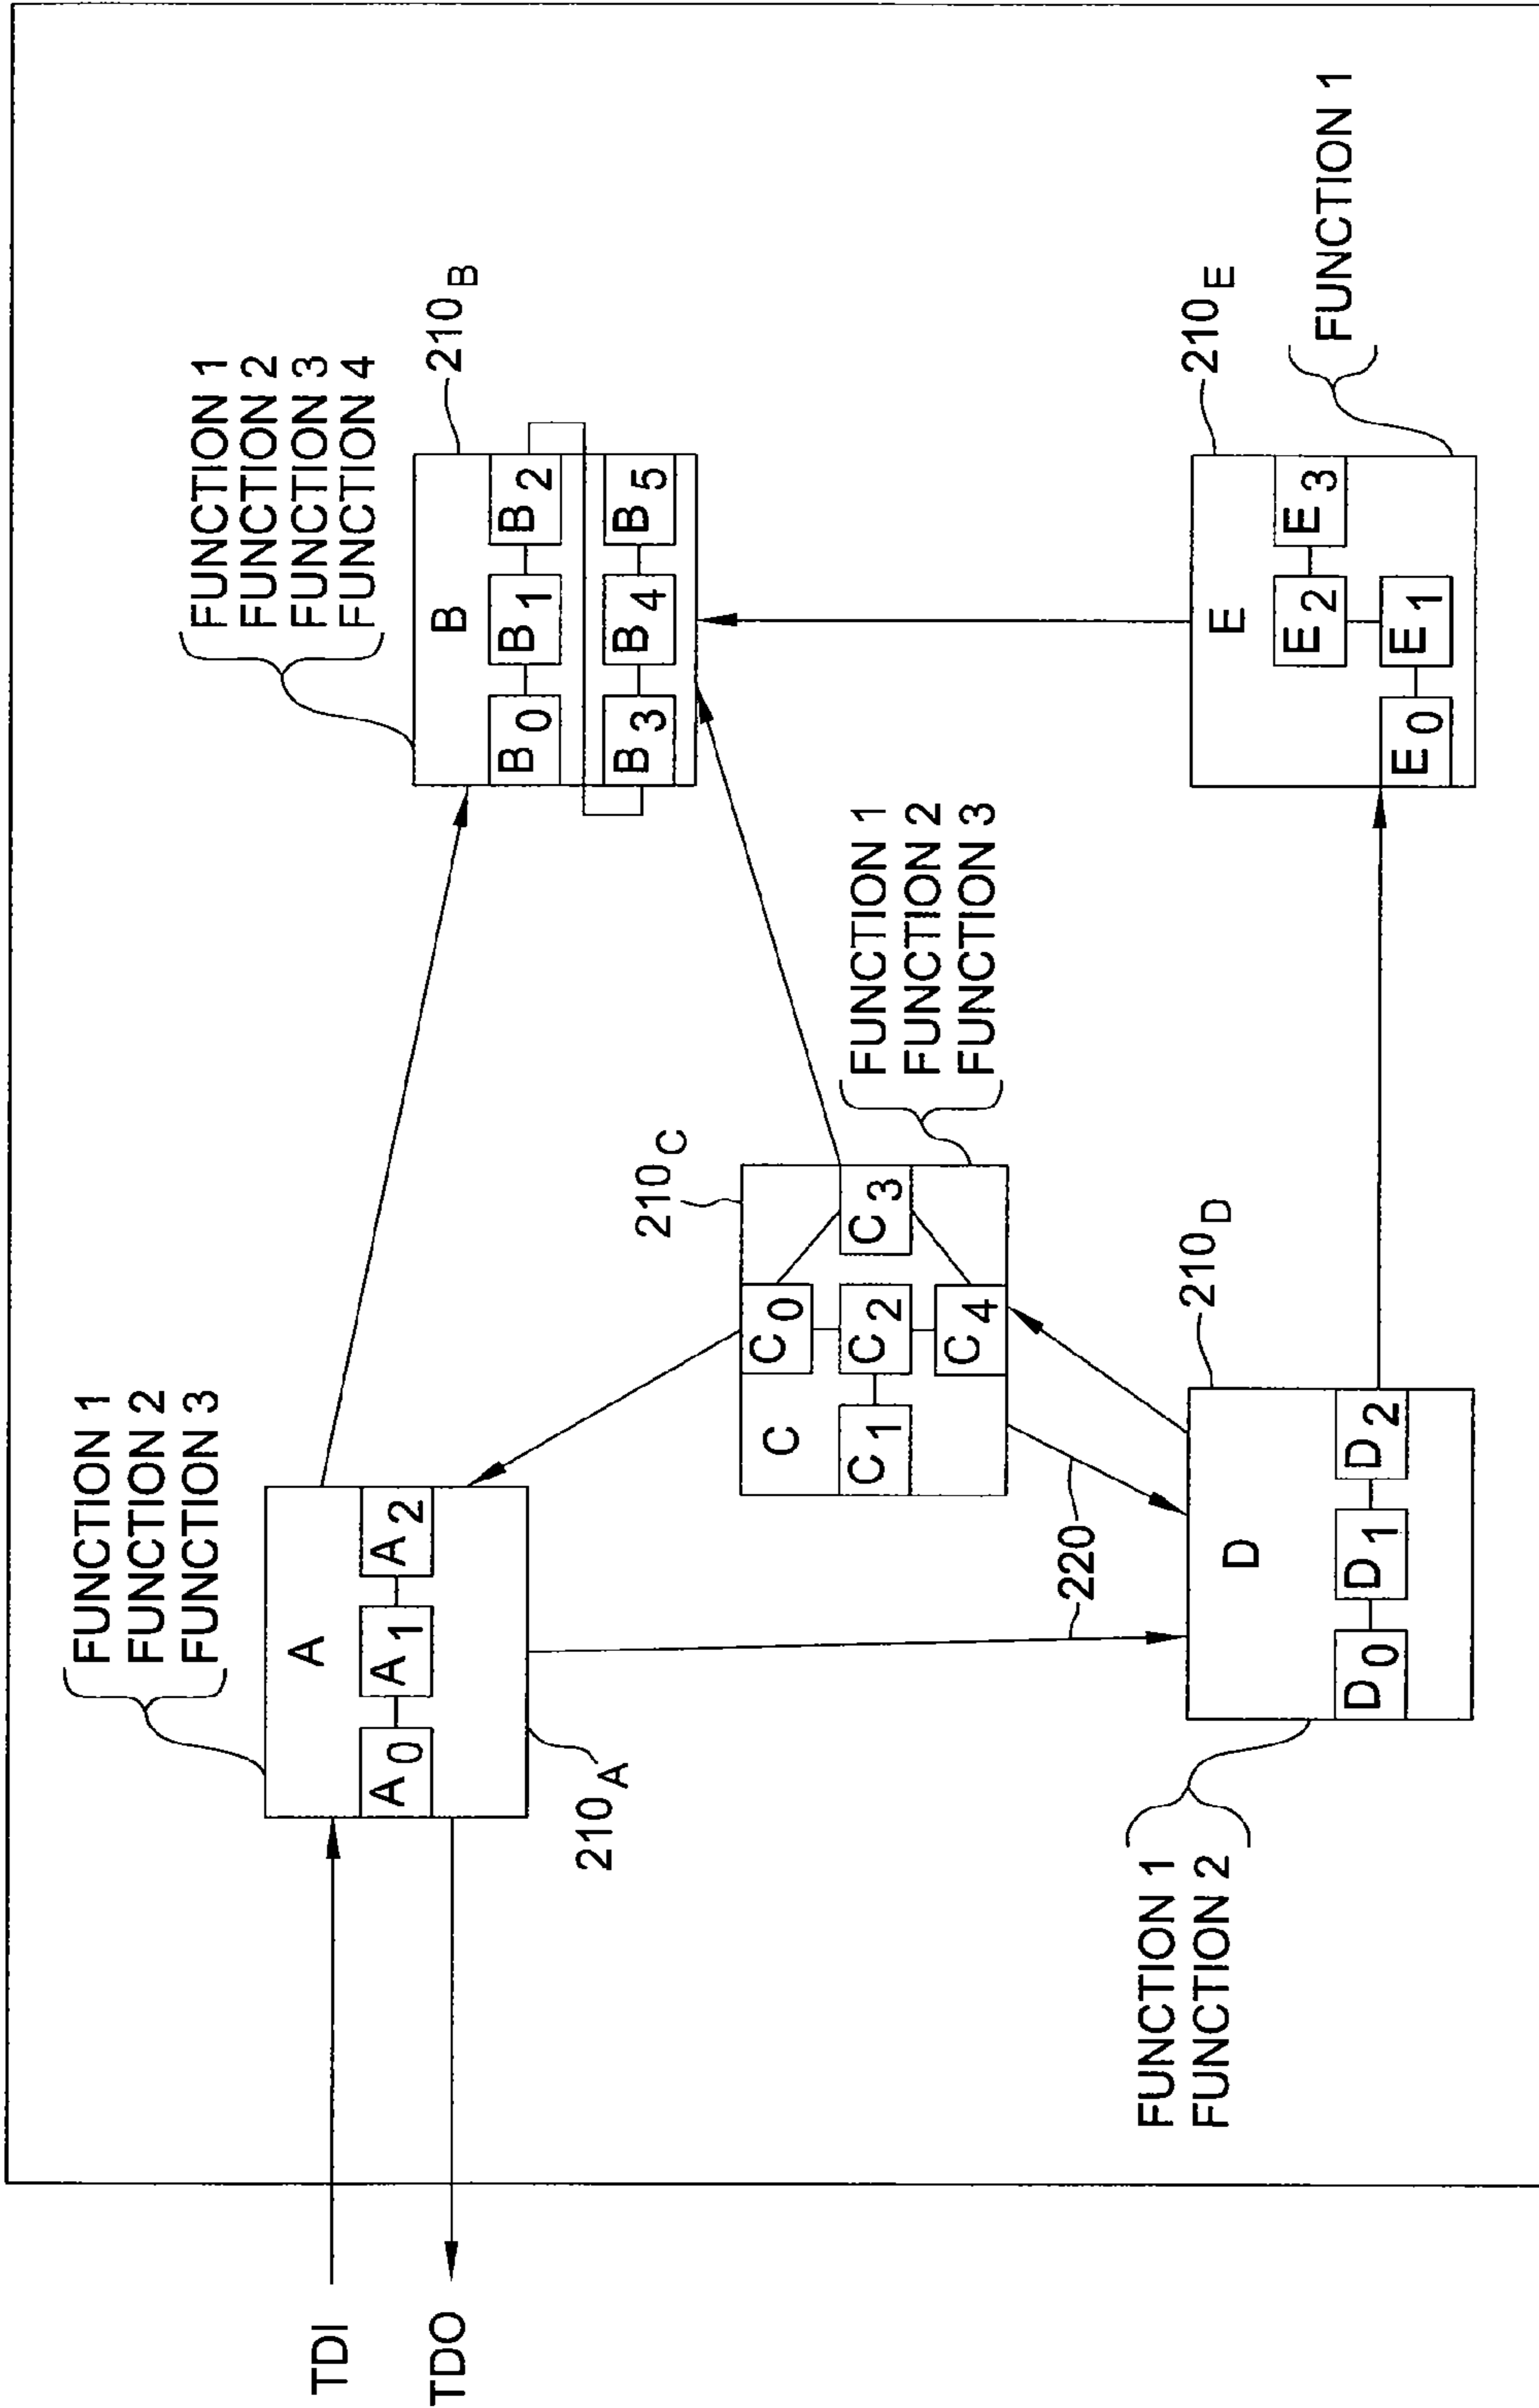 TDI
TDO
FUNCTION 1
FUNCTION 2
FUNCTION 3
A
A0 A1 A2
210A
FUNCTION 1
FUNCTION 2
FUNCTION 3
FUNCTION 4
210B
B
B0 B1 B2
B3 B4 B5
210C
C
C0
C1 C2 C3
C4
FUNCTION 1
FUNCTION 2
FUNCTION 3
220
FUNCTION 1
FUNCTION 2
210D
D
D0 D1 D2
210E
E
E2 E3
E0 E1
FUNCTION 1